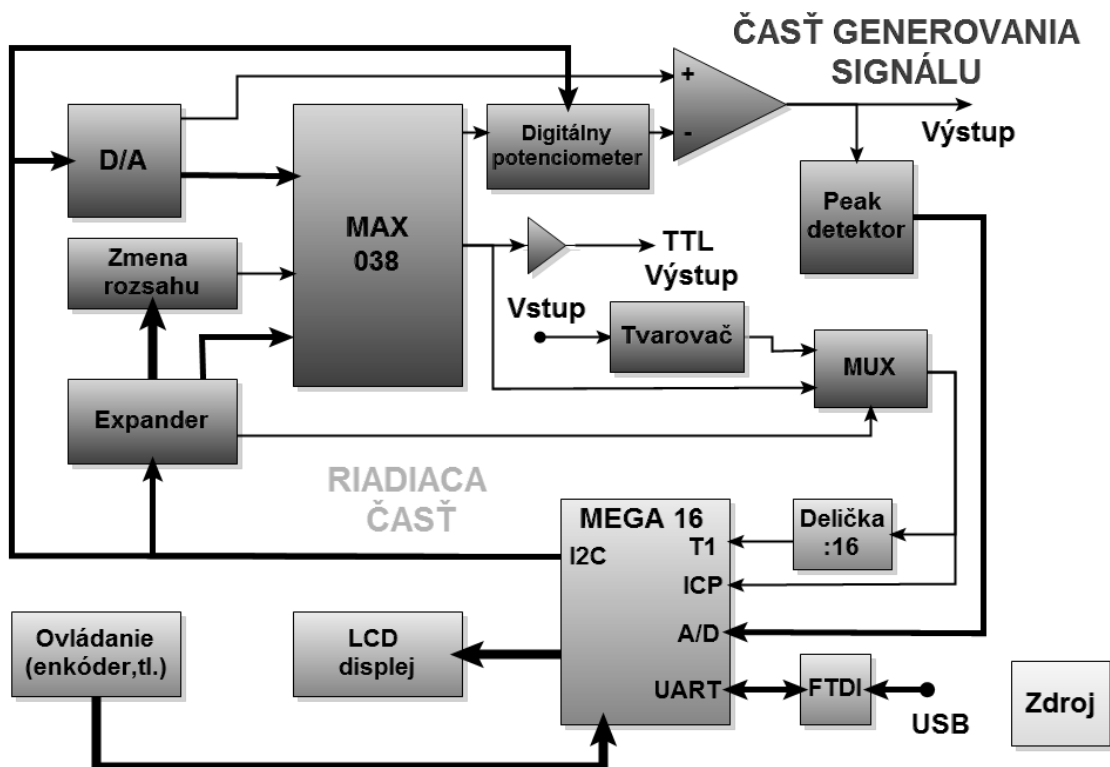 ČASŤ GENEROVANIA
SIGNÁLU
+
-
Výstup
D/A
Digitálny
potenciometer
MAX
038
Peak
detektor
Zmena
rozsahu
TTL
Výstup
Vstup
Tvarovač
MUX
Expander
RIADIACA
ČASŤ
MEGA 16
I2C
T1
ICP
A/D
UART
Delička
:16
Ovládanie
(enkóder,tl.)
LCD
displej
FTDI
USB
Zdroj